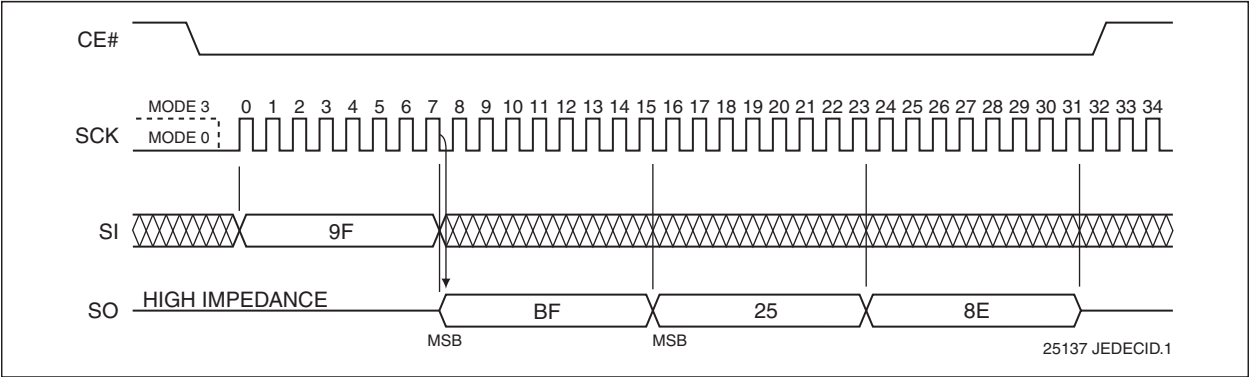 CE#
MODE 3
0 1 2 3 4 5 6 7 8 9 10 11 12 13 14 15 16 17 18 19 20 21 22 23 24 25 26 27 28 29 30 31 32 33 34
SCK
MODE 0
SI
9F
SO
HIGH IMPEDANCE
BF
25
8E
MSB
MSB
25137 JEDECID.1